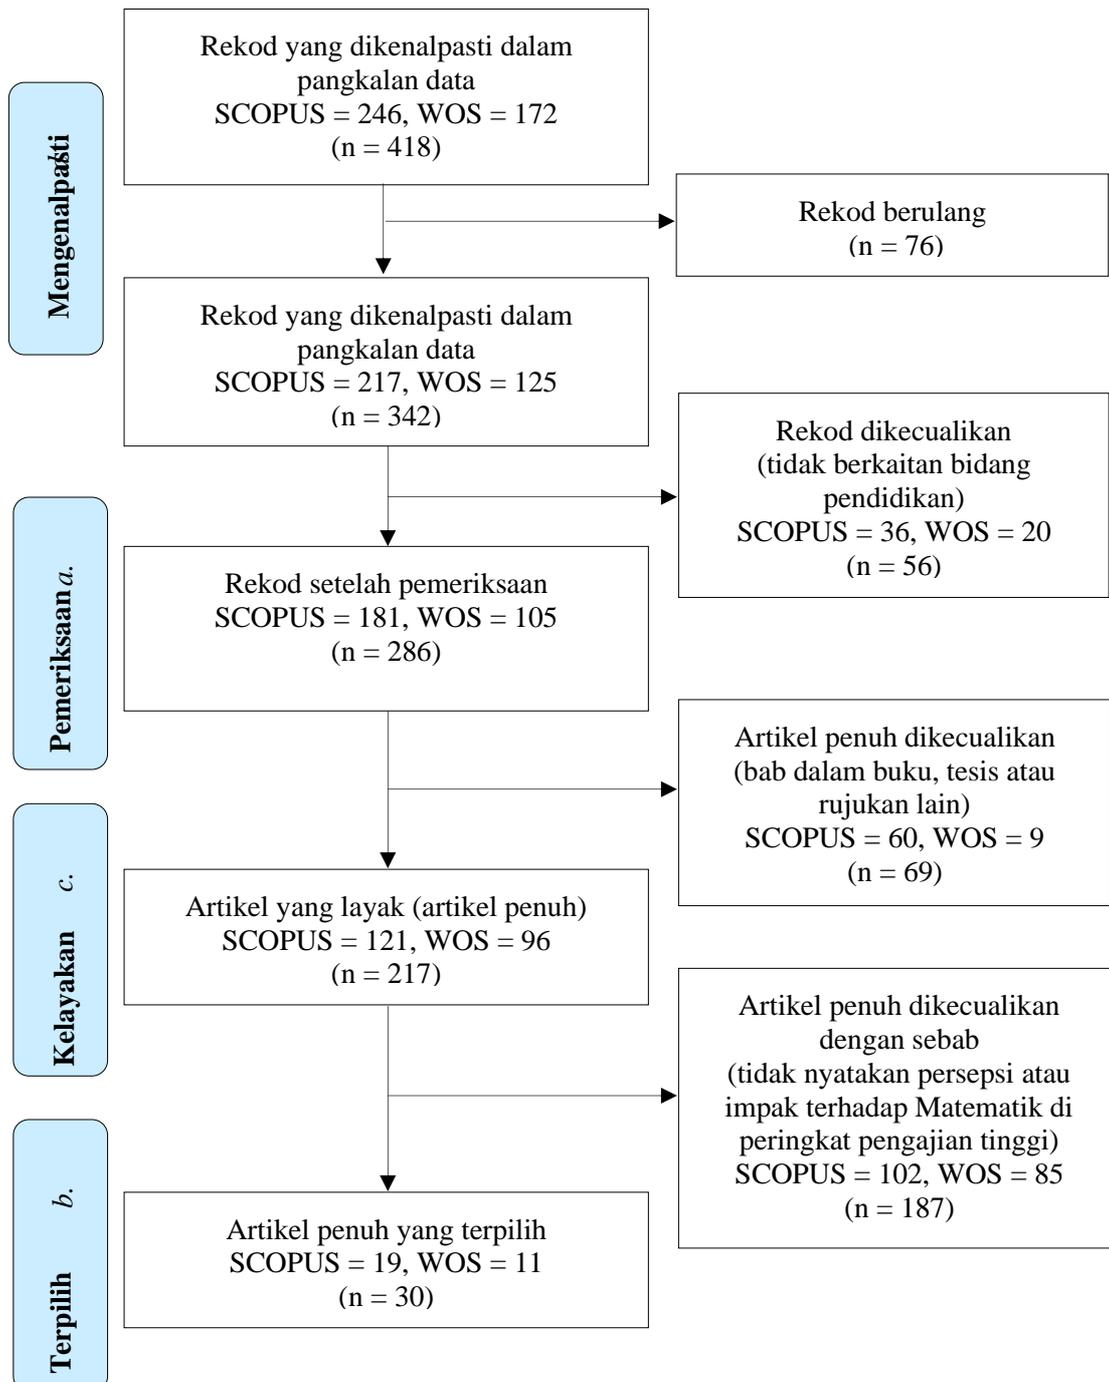 Rekod yang dikenalpasti dalam
pangkalan data
SCOPUS = 246, WOS = 172
(n = 418)
Mengenalpasti
Rekod berulang
(n = 76)
Rekod yang dikenalpasti dalam
pangkalan data
SCOPUS = 217, WOS = 125
(n = 342)
Rekod dikecualikan
(tidak berkaitan bidang
pendidikan)
SCOPUS = 36, WOS = 20
(n = 56)
Pemeriksaan a.
Rekod setelah pemeriksaan
SCOPUS = 181, WOS = 105
(n = 286)
Artikel penuh dikecualikan
(bab dalam buku, tesis atau
rujukan lain)
SCOPUS = 60, WOS = 9
(n = 69)
Kelayakan c.
Artikel yang layak (artikel penuh)
SCOPUS = 121, WOS = 96
(n = 217)
Artikel penuh dikecualikan
dengan sebab
(tidak nyatakan persepsi atau
impak terhadap Matematik di
peringkat pengajian tinggi)
SCOPUS = 102, WOS = 85
(n = 187)
Terpilih b.
Artikel penuh yang terpilih
SCOPUS = 19, WOS = 11
(n = 30)